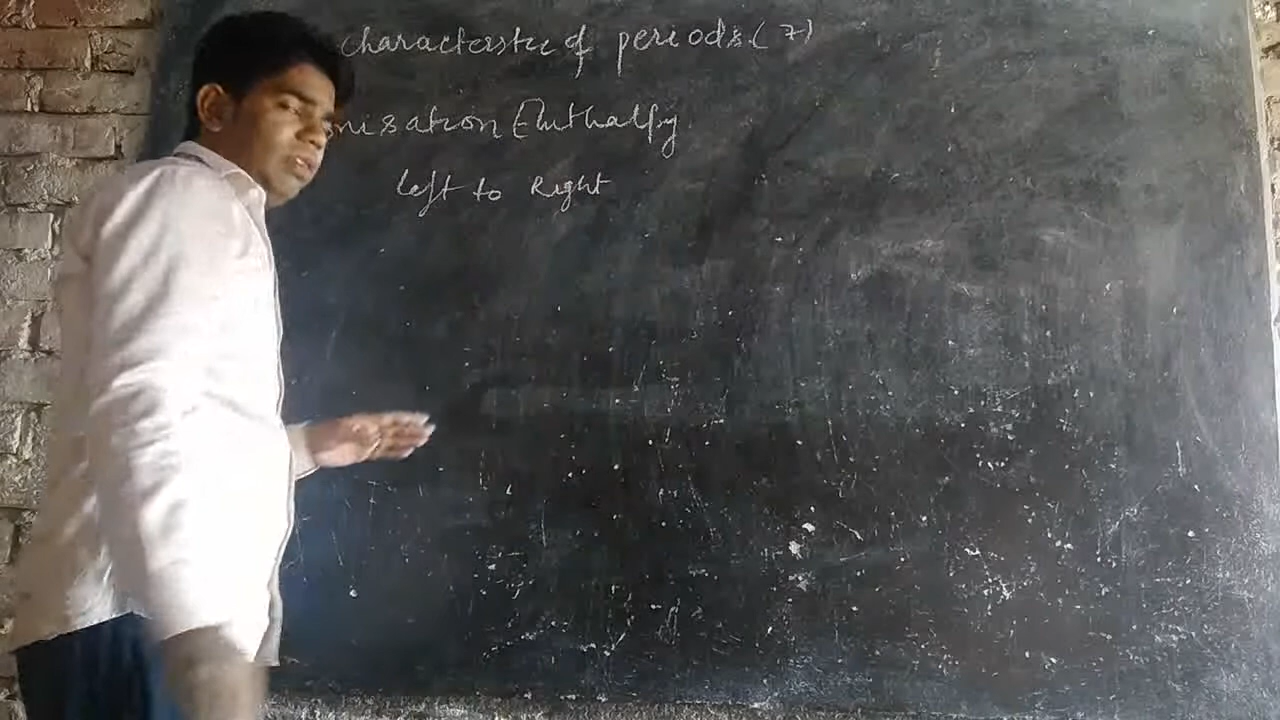 characterstic of periods (7)
nisation Enthalpy
left to Right